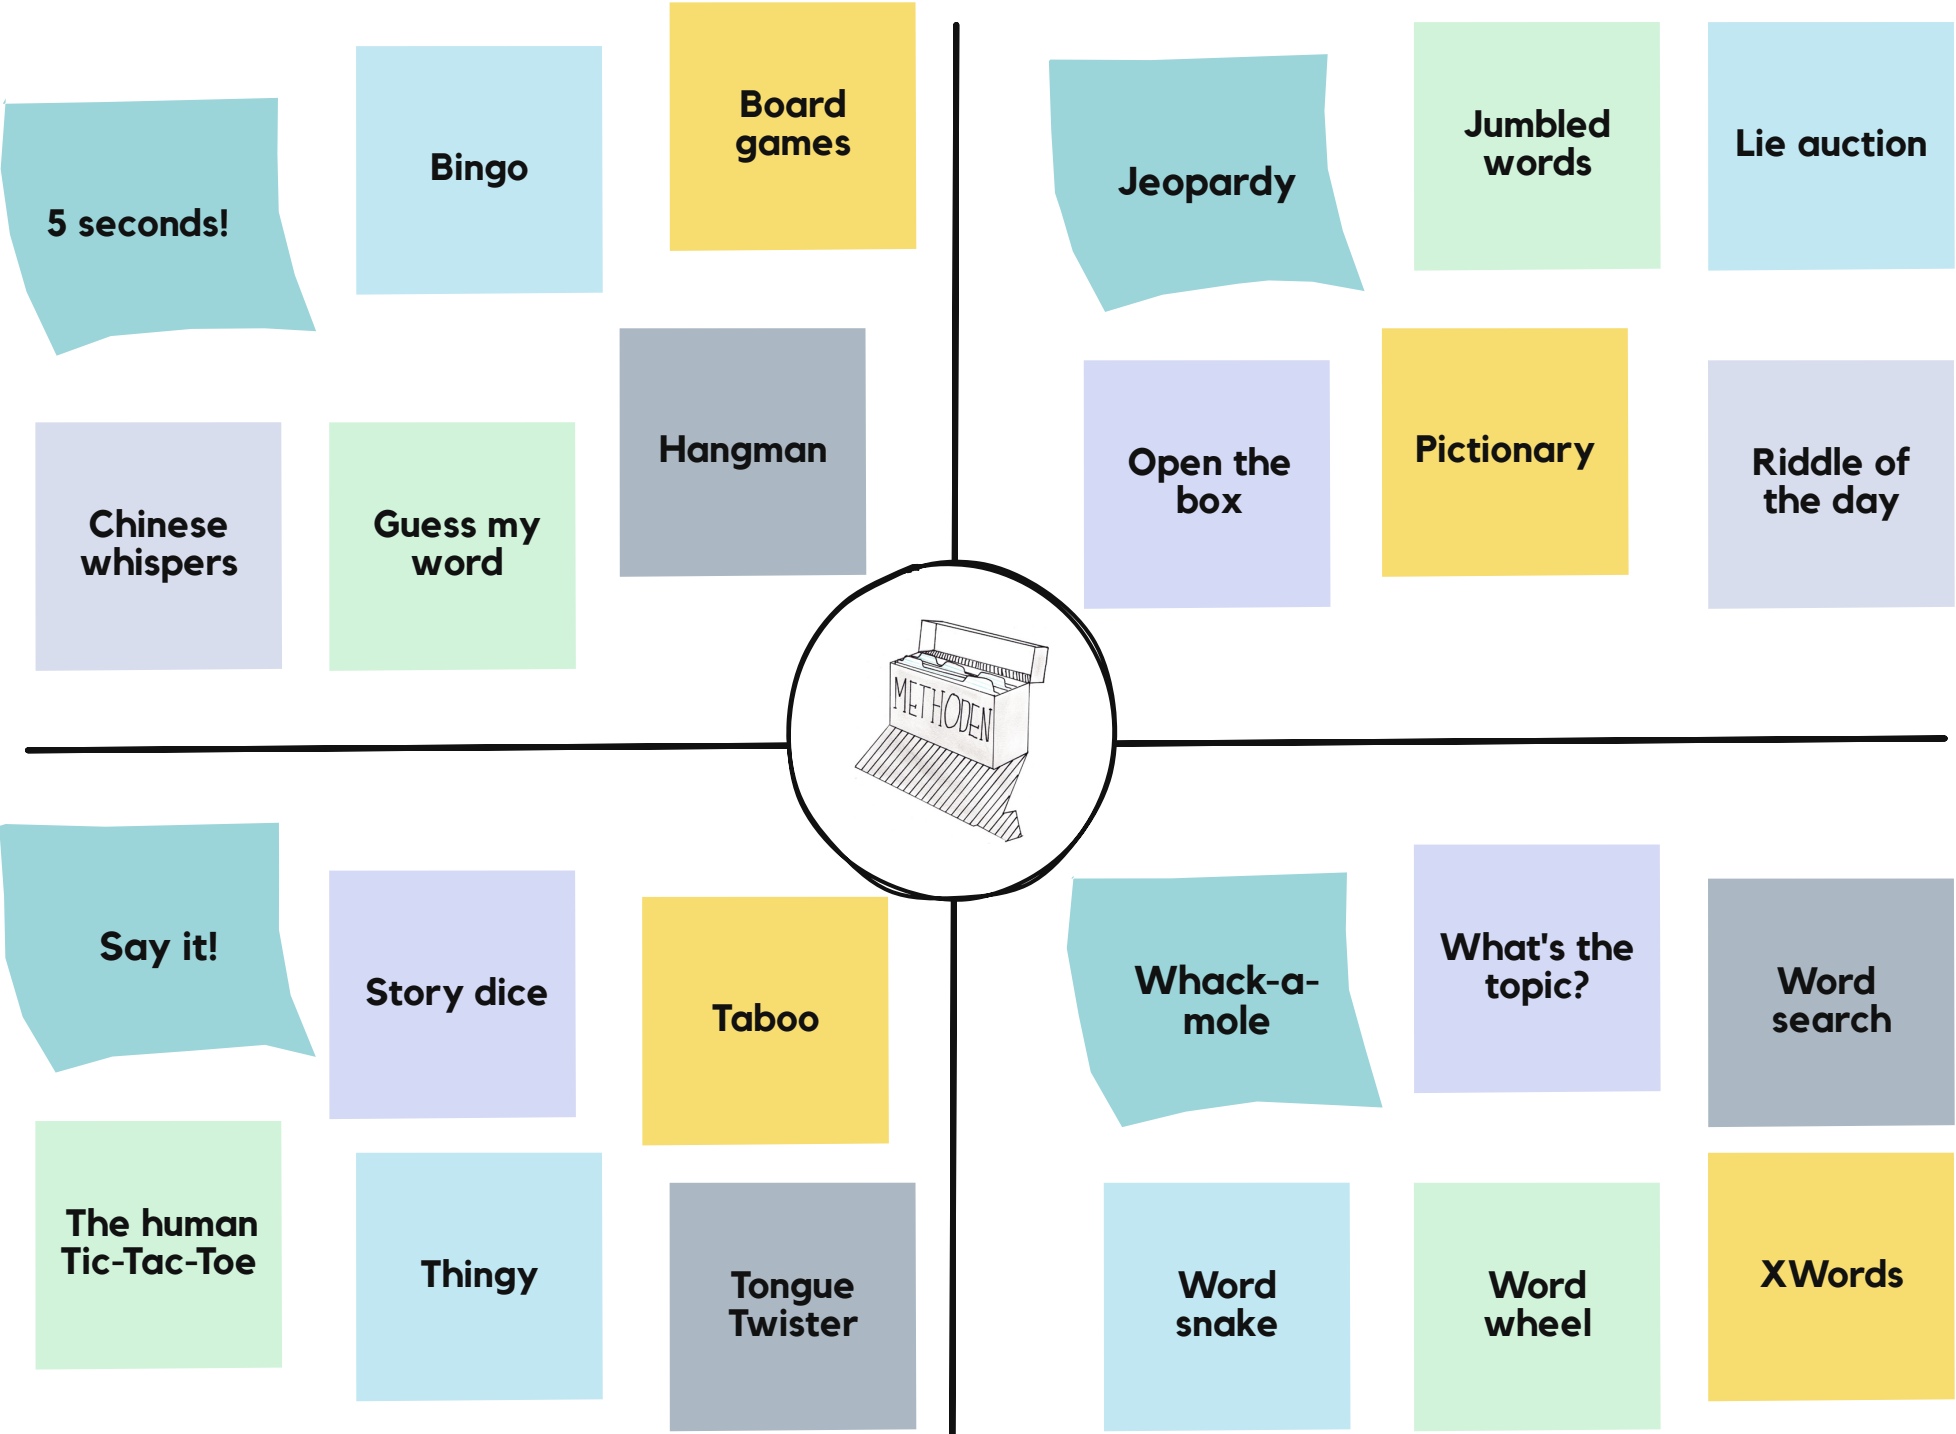 5 seconds!
Bingo
Board
games
Chinese
whispers
Guess my
word
Hangman
Jeopardy
Jumbled
words
Lie auction
Open the
box
Pictionary
Riddle of
the day
METHODEN
Say it!
Story dice
Taboo
The human
Tic-Tac-Toe
Thingy
Tongue
Twister
Whack-a-
mole
What's the
topic?
Word
search
Word
snake
Word
wheel
XWords